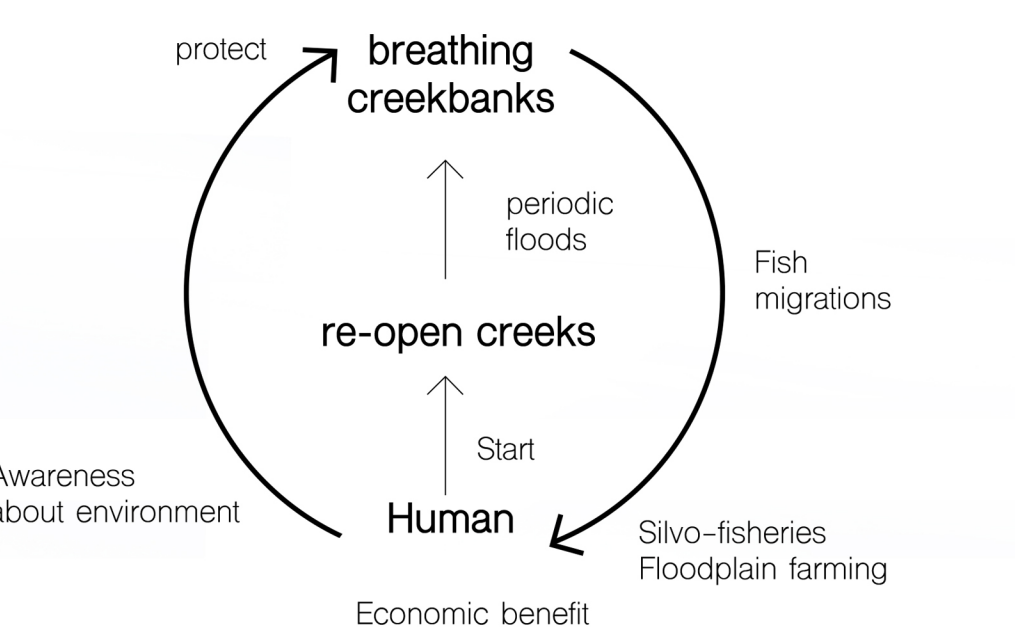 protect
breathing
creekbanks
periodic
floods
Fish
migrations
re-open creeks
Start
Awareness
about environment
Human
Silvo-fisheries
Floodplain farming
Economic benefit